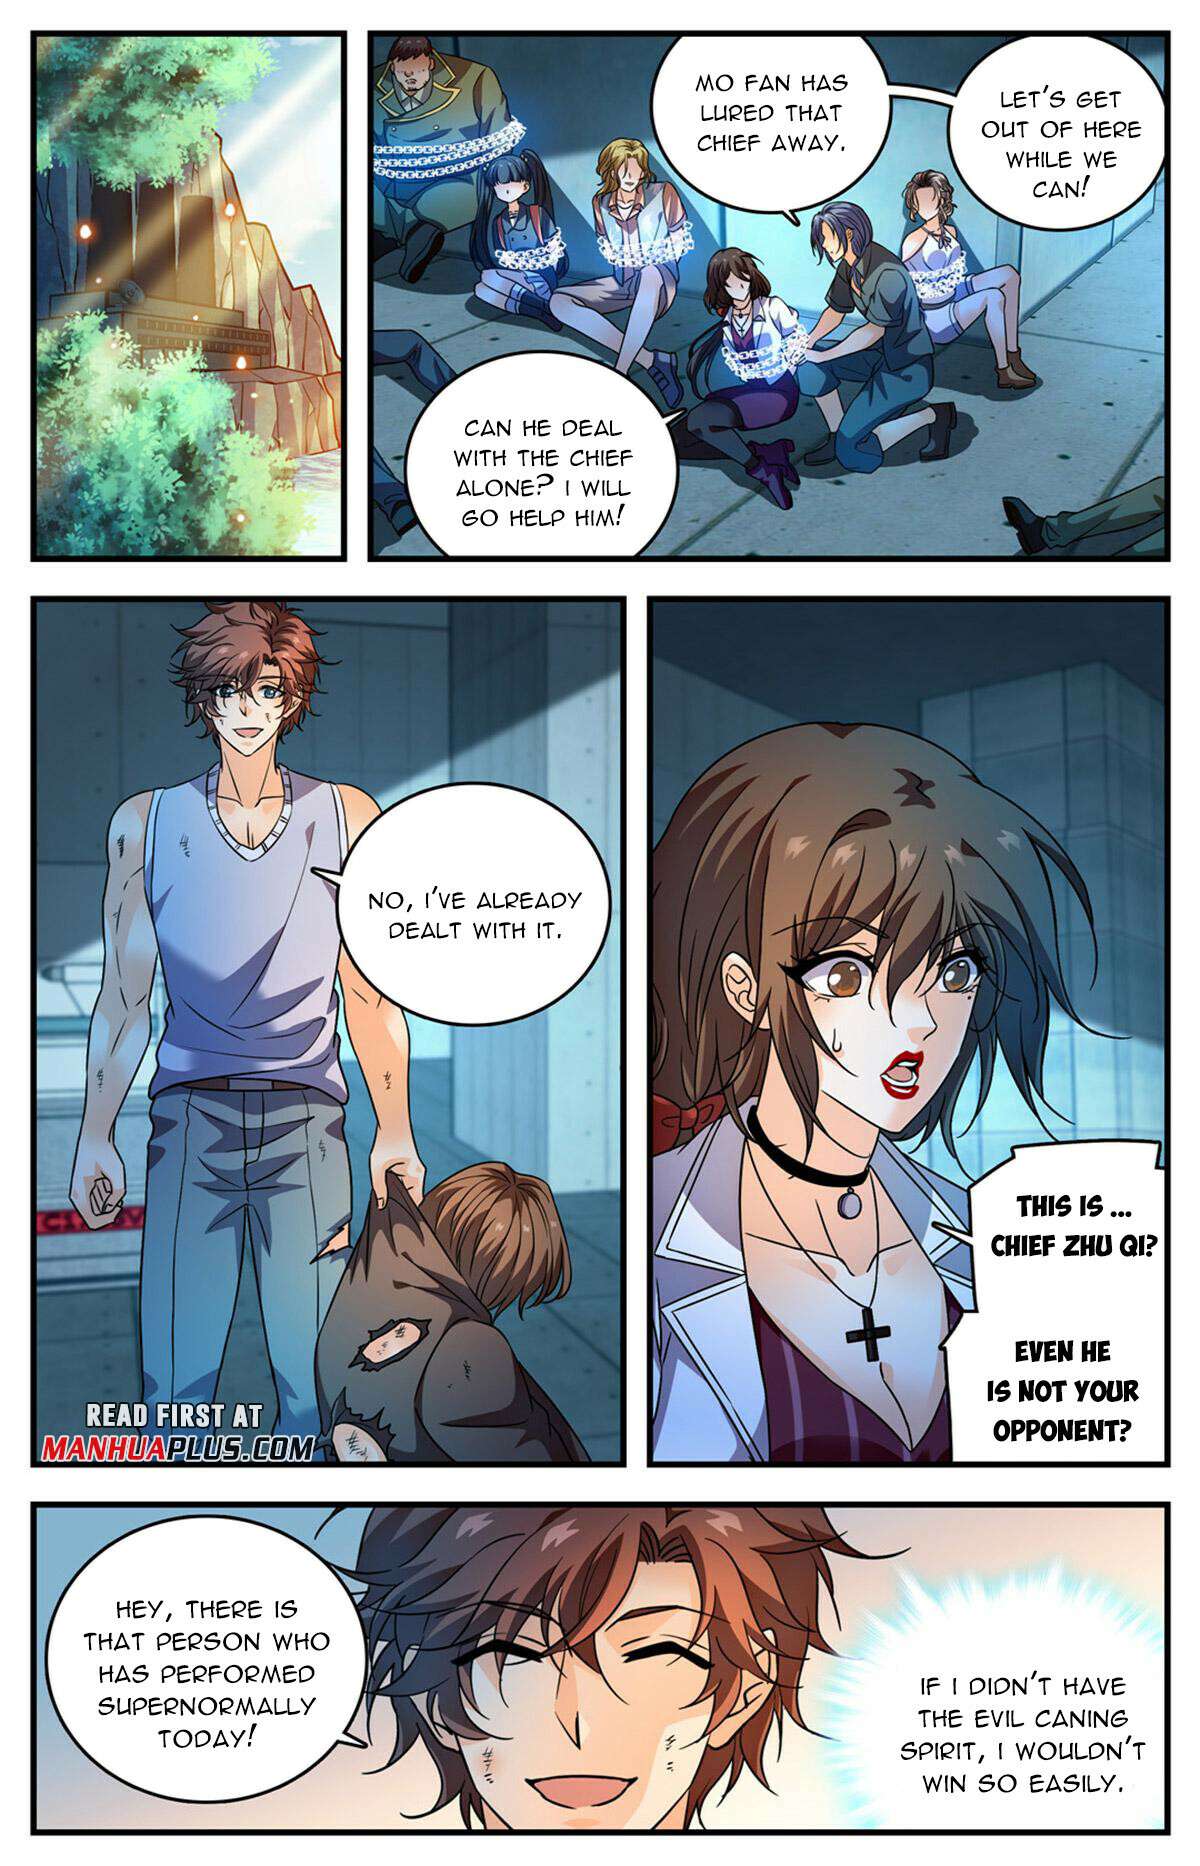 MO FAN HAS
LURED THAT
CHIEF AWAY.
LET'S GET
OUT OF HERE
WHILE WE
CAN!
CAN HE DEAL
WITH THE CHIEF
ALONE? I WILL
GO HELP HIM!
NO, I'VE ALREADY
DEALT WITH IT.
READ FIRST AT
MANHUAPLUS.COM
THIS IS ...
CHIEF ZHU QI?
EVEN HE
IS NOT YOUR
OPPONENT?
HEY, THERE IS
THAT PERSON WHO
HAS PERFORMED
SUPERNORMALLY
TODAY!
IF I DIDN'T HAVE
THE EVIL CANING
SPIRIT, I WOULDN'T
WIN SO EASILY.